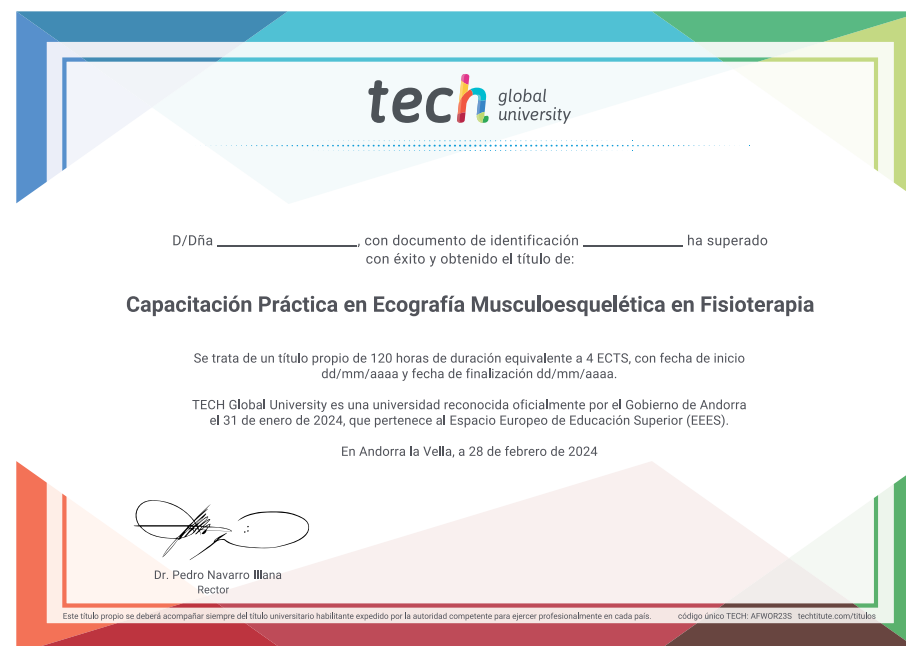 tech global university
D/Dña ____________________, con documento de identificación ______________ ha superado
con éxito y obtenido el título de:
Capacitación Práctica en Ecografía Musculoesquelética en Fisioterapia
Se trata de un título propio de 120 horas de duración equivalente a 4 ECTS, con fecha de inicio
dd/mm/aaaa y fecha de finalización dd/mm/aaaa.
TECH Global University es una universidad reconocida oficialmente por el Gobierno de Andorra
el 31 de enero de 2024, que pertenece al Espacio Europeo de Educación Superior (EEES).
En Andorra la Vella, a 28 de febrero de 2024
Dr. Pedro Navarro Illana
Rector
Este título propio se deberá acompañar siempre del título universitario habilitante expedido por la autoridad competente para ejercer profesionalmente en cada país. código único TECH: AFWOR23S techtitute.com/titulos